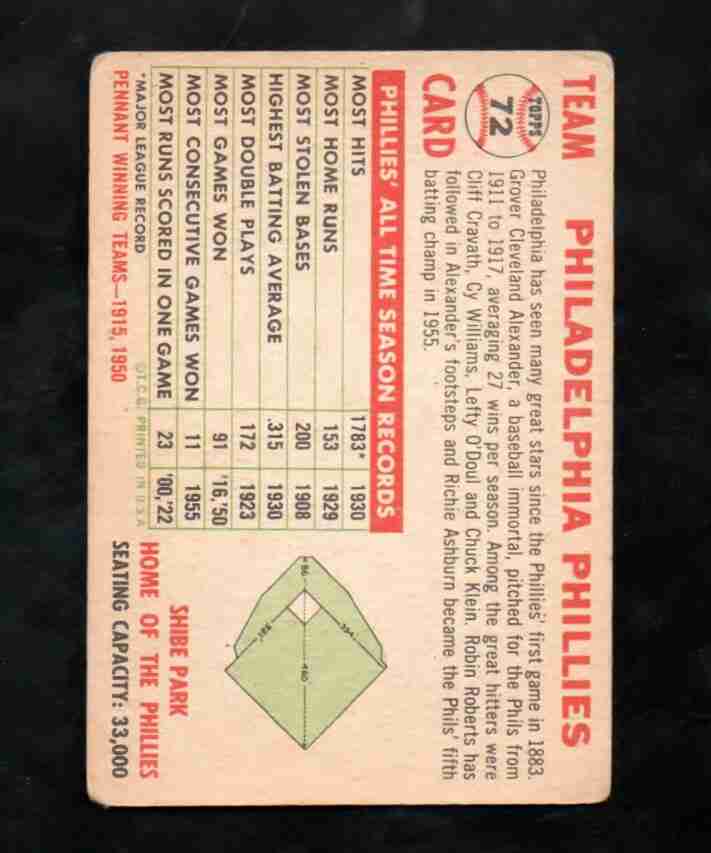 TEAM
TOPPS
72
CARD
PHILADELPHIA PHILLIES
Philadelphia has seen many great stars since the Phillies' first game in 1883.
Grover Cleveland Alexander, a baseball immortal, pitched for the Phils from
1911 to 1917, averaging 27 wins per season. Among the great hitters were
Cliff Cravath, Cy Williams, Lefty O'Doul and Chuck Klein. Robin Roberts has
followed in Alexander's footsteps and Richie Ashburn became the Phils' fifth
batting champ in 1955.
PHILLIES' ALL TIME SEASON RECORDS
MOST HITS 1783* 1930
MOST HOME RUNS 153 1929
MOST STOLEN BASES 200 1908
HIGHEST BATTING AVERAGE .315 1930
MOST DOUBLE PLAYS 172 1923
MOST GAMES WON 91 '16,'50
MOST CONSECUTIVE GAMES WON 11 1955
MOST RUNS SCORED IN ONE GAME 23 '00,'22
*MAJOR LEAGUE RECORD
©T.C.G. PRINTED IN U.S.A
PENNANT WINNING TEAMS—1915, 1950
86
394
460
SHIBE PARK
HOME OF THE PHILLIES
SEATING CAPACITY: 33,000